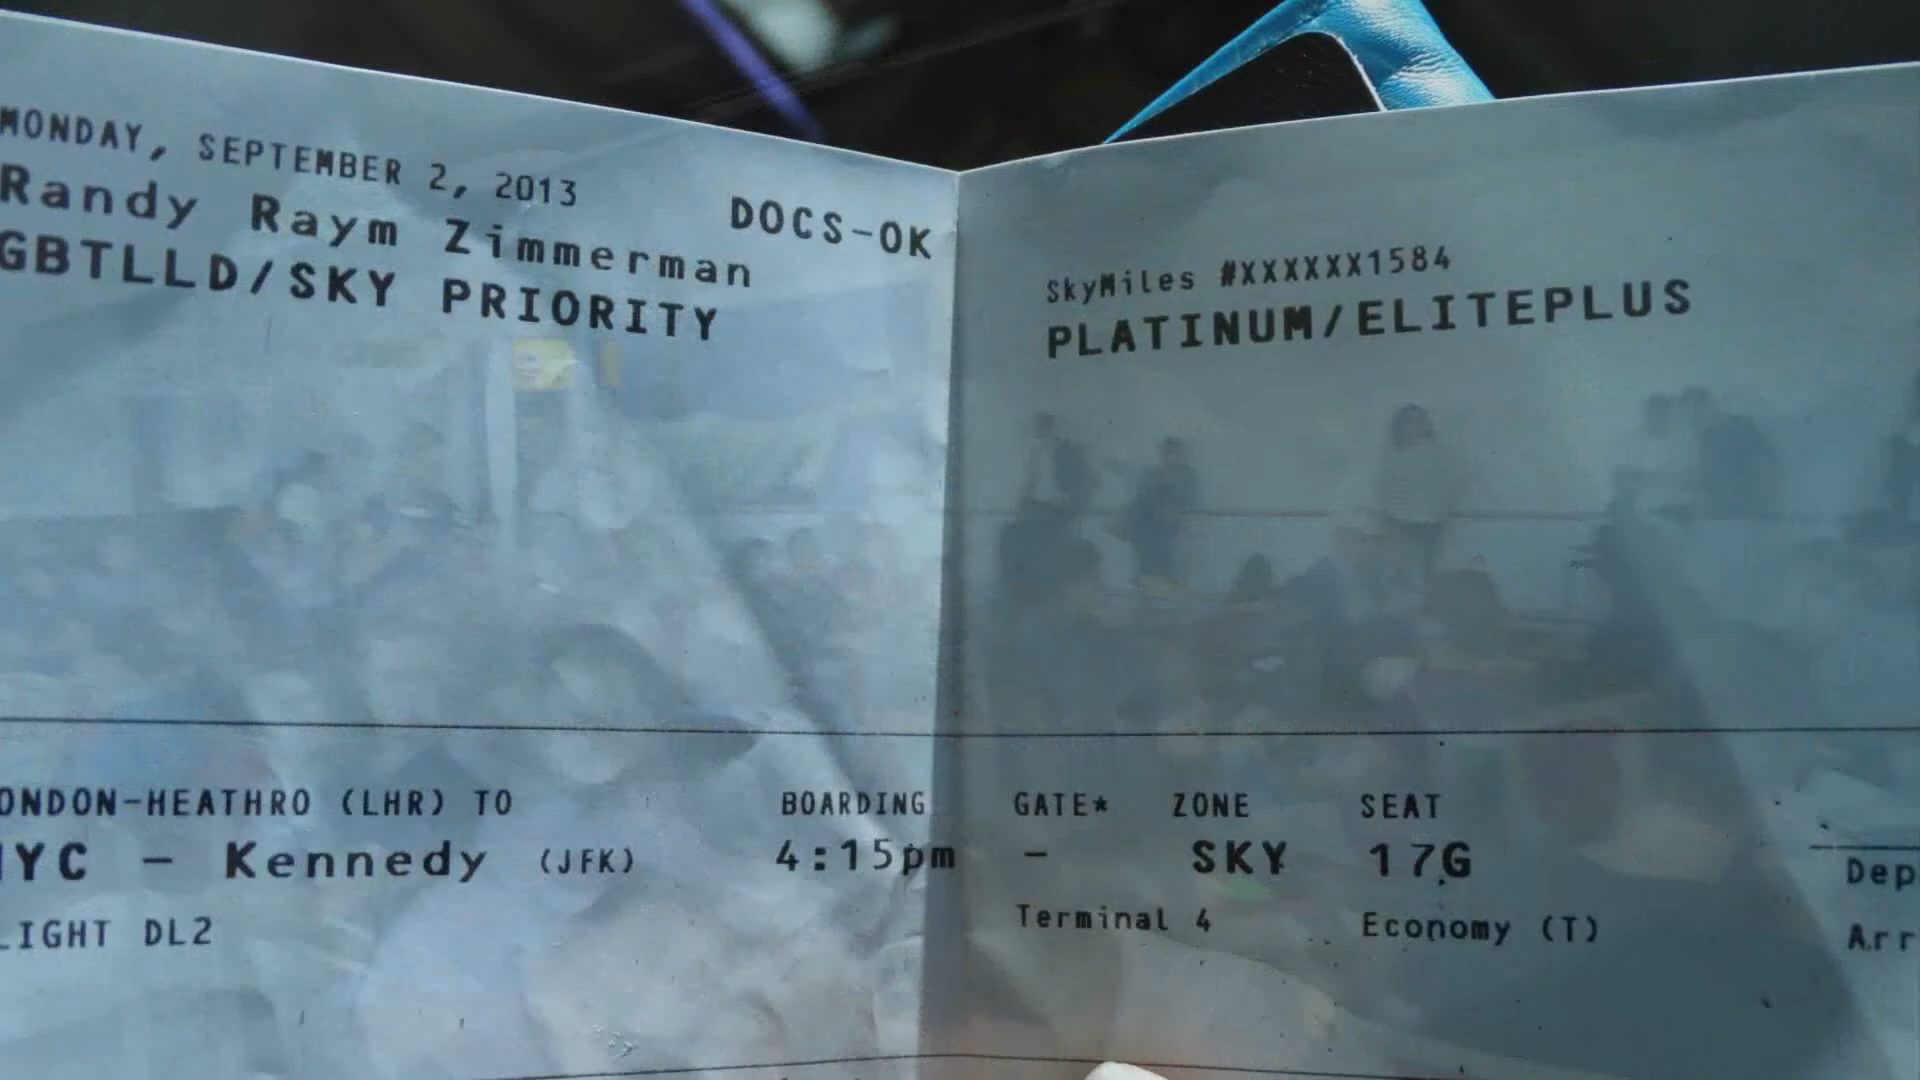 MONDAY, SEPTEMBER 2, 2013
Randy Raym Zimmerman
DOCS-OK
GBTLLD/SKY PRIORITY
SkyMiles #XXXXXX1584
PLATINUM/ELITEPLUS
ONDON-HEATHRO (LHR) TO
YC - Kennedy (JFK)
LIGHT DL2
BOARDING
4:15pm
GATE*
-
Terminal 4
ZONE
SKY
SEAT
17G
Economy (T)
Dep
Arr